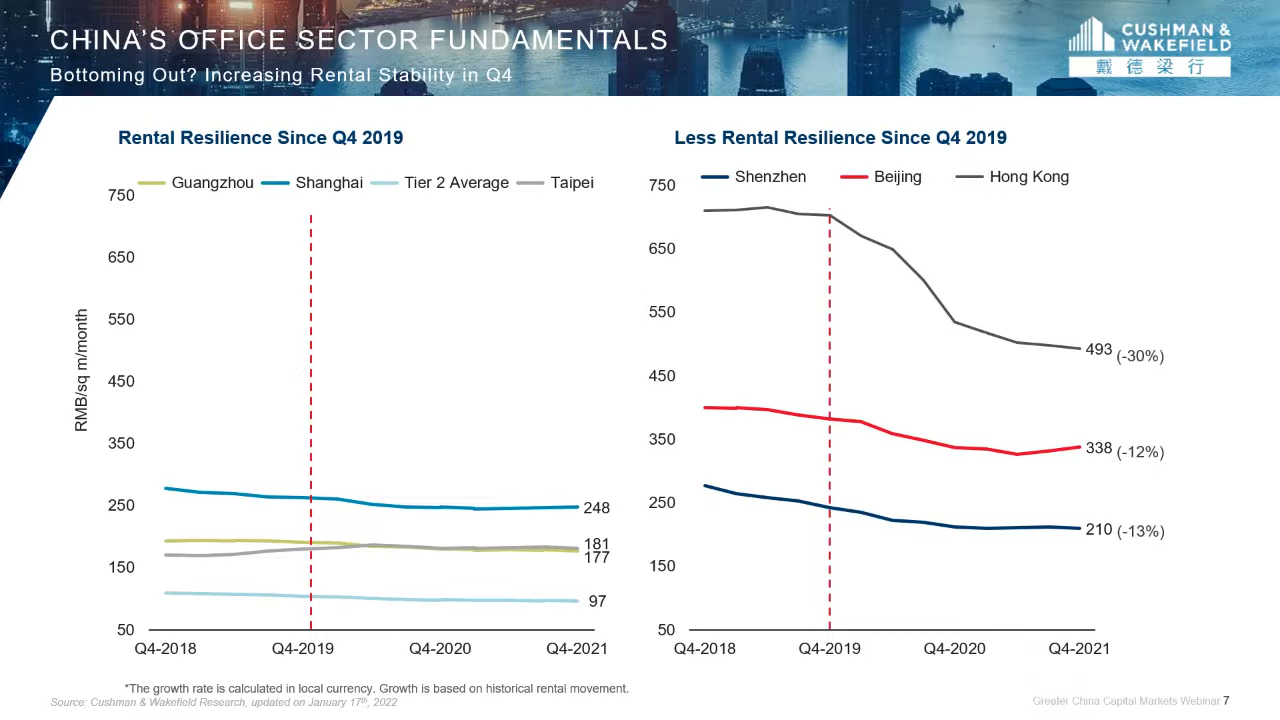 CHINA'S OFFICE SECTOR FUNDAMENTALS
Bottoming Out? Increasing Rental Stability in Q4
CUSHMAN &
WAKEFIELD
戴德梁行
Rental Resilience Since Q4 2019
Guangzhou Shanghai Tier 2 Average Taipei
RMB/sq m/month
750
650
550
450
350
250
150
50
248
181
177
97
Q4-2018 Q4-2019 Q4-2020 Q4-2021
Less Rental Resilience Since Q4 2019
Shenzhen Beijing Hong Kong
750
650
550
450
350
250
150
50
493 (-30%)
338 (-12%)
210 (-13%)
Q4-2018 Q4-2019 Q4-2020 Q4-2021
*The growth rate is calculated in local currency. Growth is based on historical rental movement.
Source: Cushman & Wakefield Research, updated on January 17th, 2022
Greater China Capital Markets Webinar 7